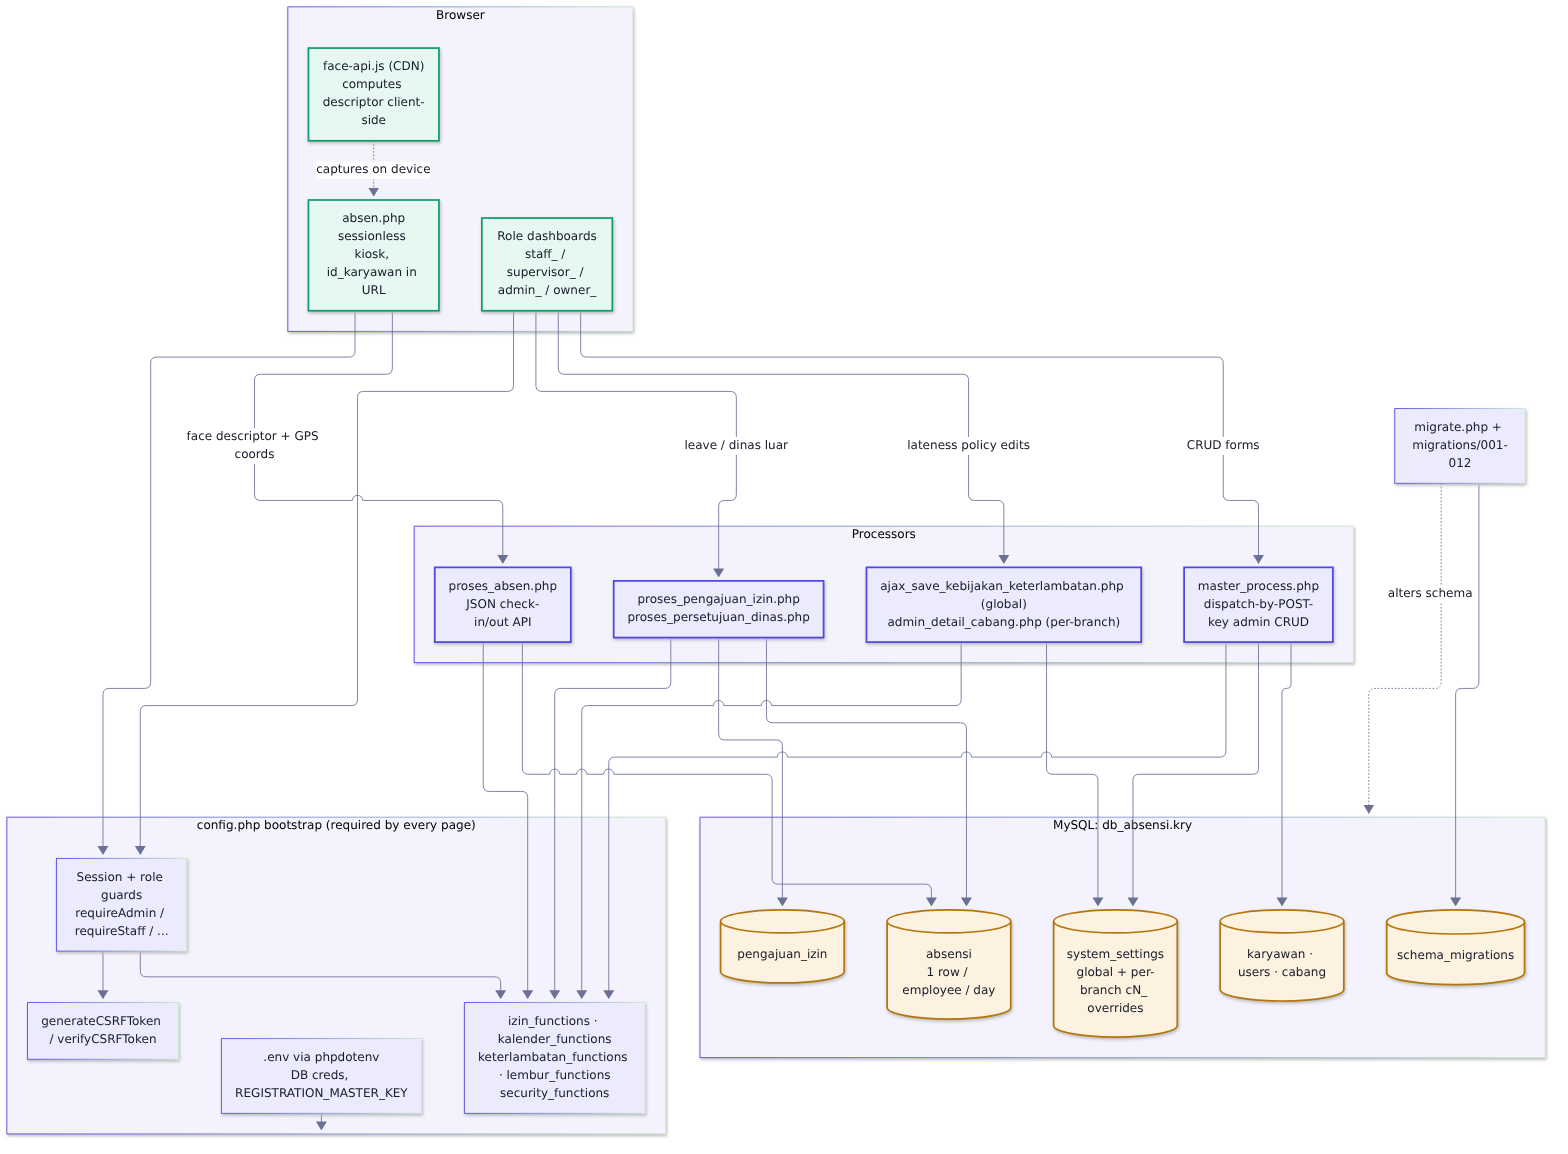 Browser
face-api.js (CDN)
computes
descriptor client-
side
captures on device
absen.php
sessionless
kiosk,
id_karyawan in
URL
Role dashboards
staff_ /
supervisor_ /
admin_ / owner_
face descriptor + GPS
coords
leave / dinas luar
lateness policy edits
CRUD forms
migrate.php +
migrations/001-
012
alters schema
Processors
proses_absen.php
JSON check-
in/out API
proses_pengajuan_izin.php
proses_persetujuan_dinas.php
ajax_save_kebijakan_keterlambatan.php
(global)
admin_detail_cabang.php (per-branch)
master_process.php
dispatch-by-POST-
key admin CRUD
config.php bootstrap (required by every page)
Session + role
guards
requireAdmin /
requireStaff / ...
generateCSRFToken
/ verifyCSRFToken
.env via phpdotenv
DB creds,
REGISTRATION_MASTER_KEY
izin_functions ·
kalender_functions
keterlambatan_functions
· lembur_functions
security_functions
MySQL: db_absensi.kry
pengajuan_izin
absensi
1 row /
employee / day
system_settings
global + per-
branch cN_
overrides
karyawan ·
users · cabang
schema_migrations